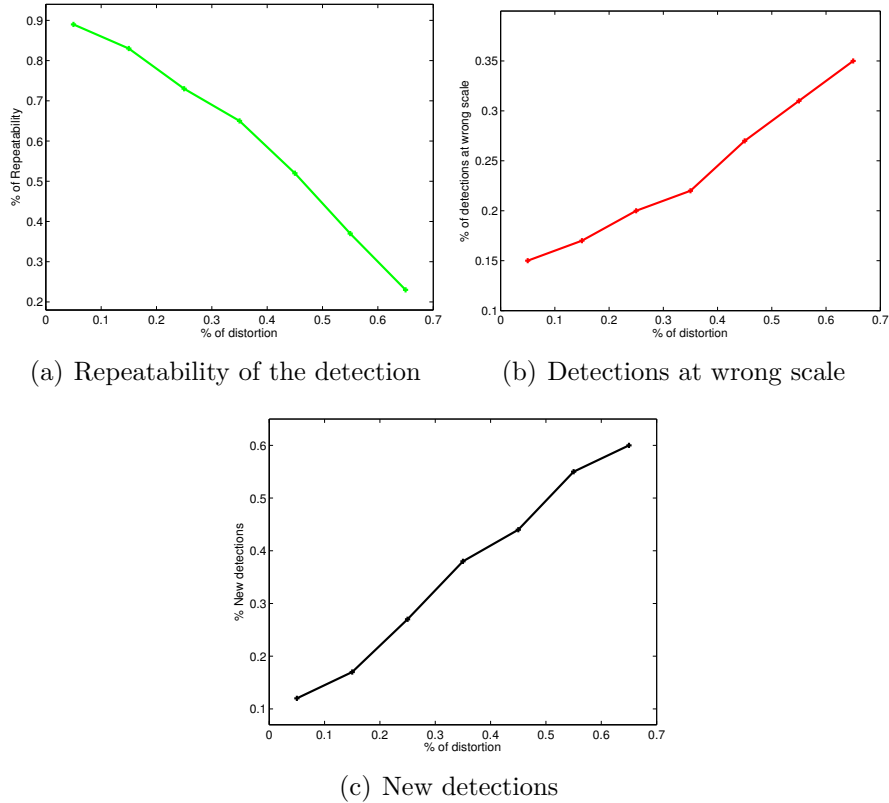 0.9
0.8
0.7
0.6
0.5
0.4
0.3
0.2
% of Repeatability
0 0.1 0.2 0.3 0.4 0.5 0.6 0.7
% of distortion
(a) Repeatability of the detection
0.35
0.3
0.25
0.2
0.15
0.1
% of detections at wrong scale
0 0.1 0.2 0.3 0.4 0.5 0.6 0.7
% of distortion
(b) Detections at wrong scale
0.6
0.5
0.4
0.3
0.2
0.1
% New detections
0 0.1 0.2 0.3 0.4 0.5 0.6 0.7
% of distortion
(c) New detections